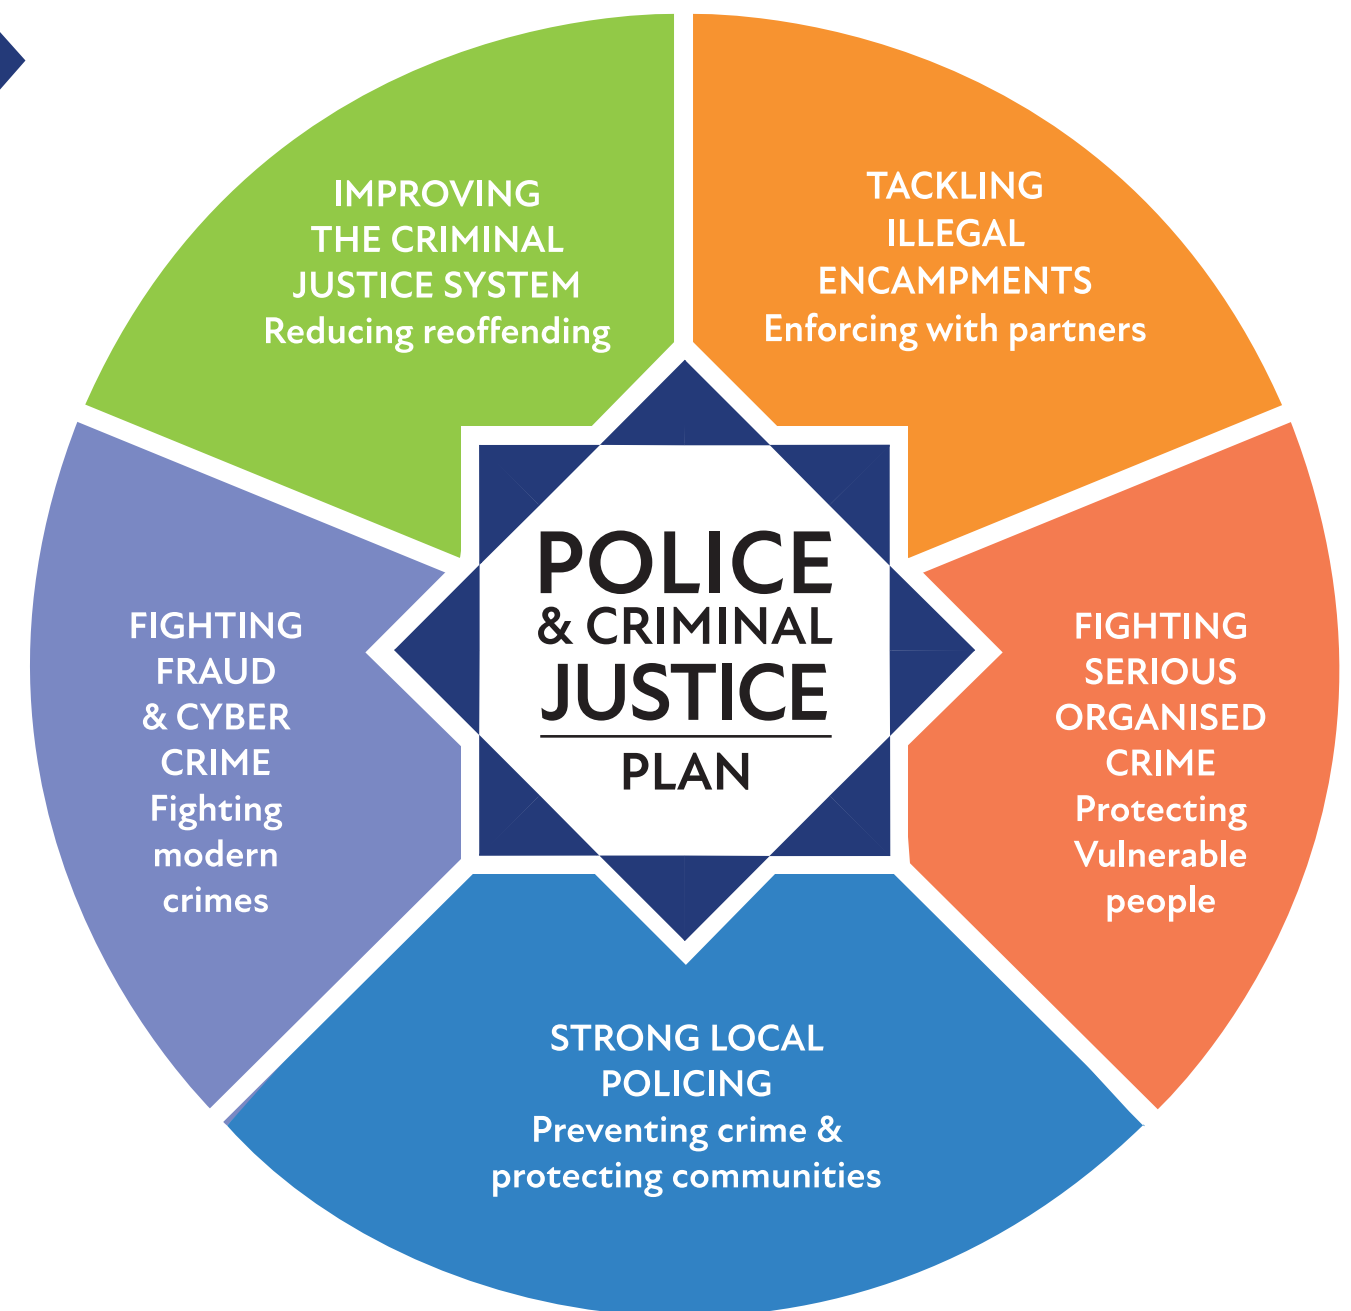 IMPROVING
THE CRIMINAL
JUSTICE SYSTEM
Reducing reoffending
TACKLING
ILLEGAL
ENCAMPMENTS
Enforcing with partners
POLICE
& CRIMINAL
JUSTICE
PLAN
FIGHTING
FRAUD
& CYBER
CRIME
Fighting
modern
crimes
FIGHTING
SERIOUS
ORGANISED
CRIME
Protecting
Vulnerable
people
STRONG LOCAL
POLICING
Preventing crime &
protecting communities